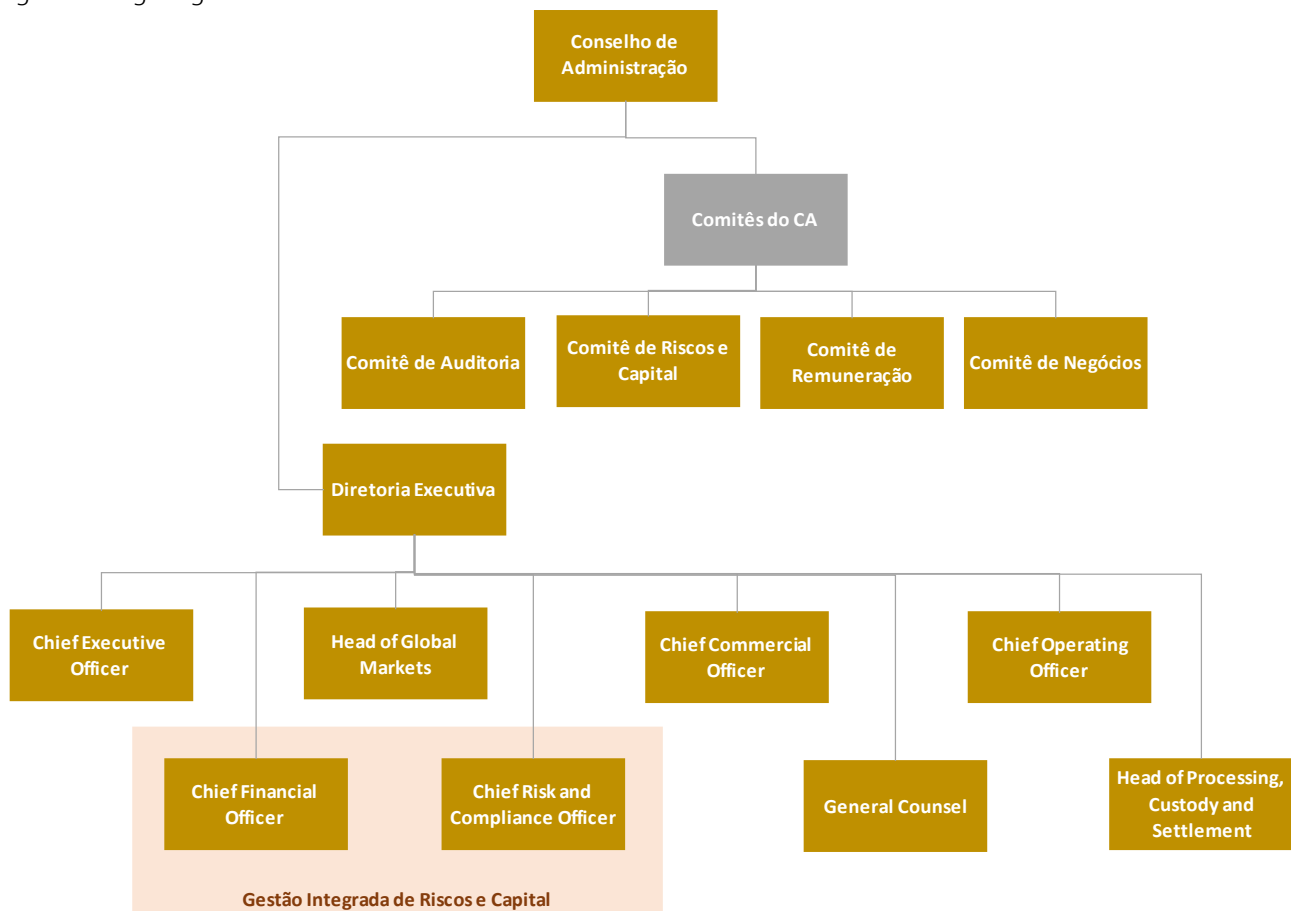 Conselho de
Administração
Comitês do CA
Comitê de Auditoria
Comitê de Riscos e
Capital
Comitê de
Remuneração
Comitê de Negócios
Diretoria Executiva
Chief Executive
Officer
Head of Global
Markets
Chief Commercial
Officer
Chief Operating
Officer
Chief Financial
Officer
Chief Risk and
Compliance Officer
General Counsel
Head of Processing,
Custody and
Settlement
Gestão Integrada de Riscos e Capital